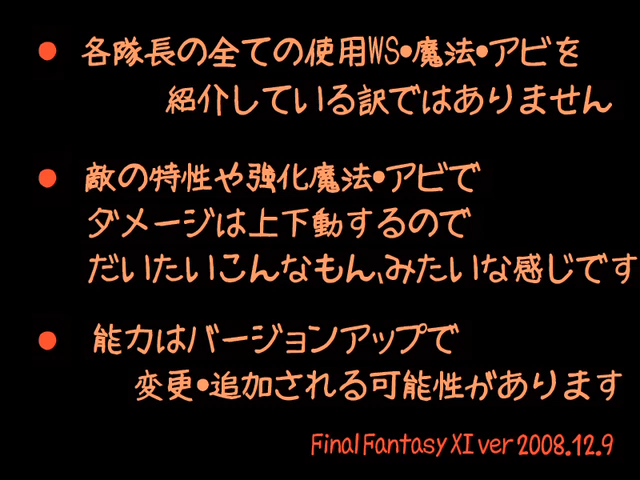 ● 各隊長の全ての使用WS•魔法•アビを
紹介している訳ではありません
● 敵の特性や強化魔法•アビで
ダメージは上下動するので
だいたいこんなもん、みたいな感じです
● 能力はバージョンアップで
変更•追加される可能性があります
Final Fantasy XI ver 2008.12.9